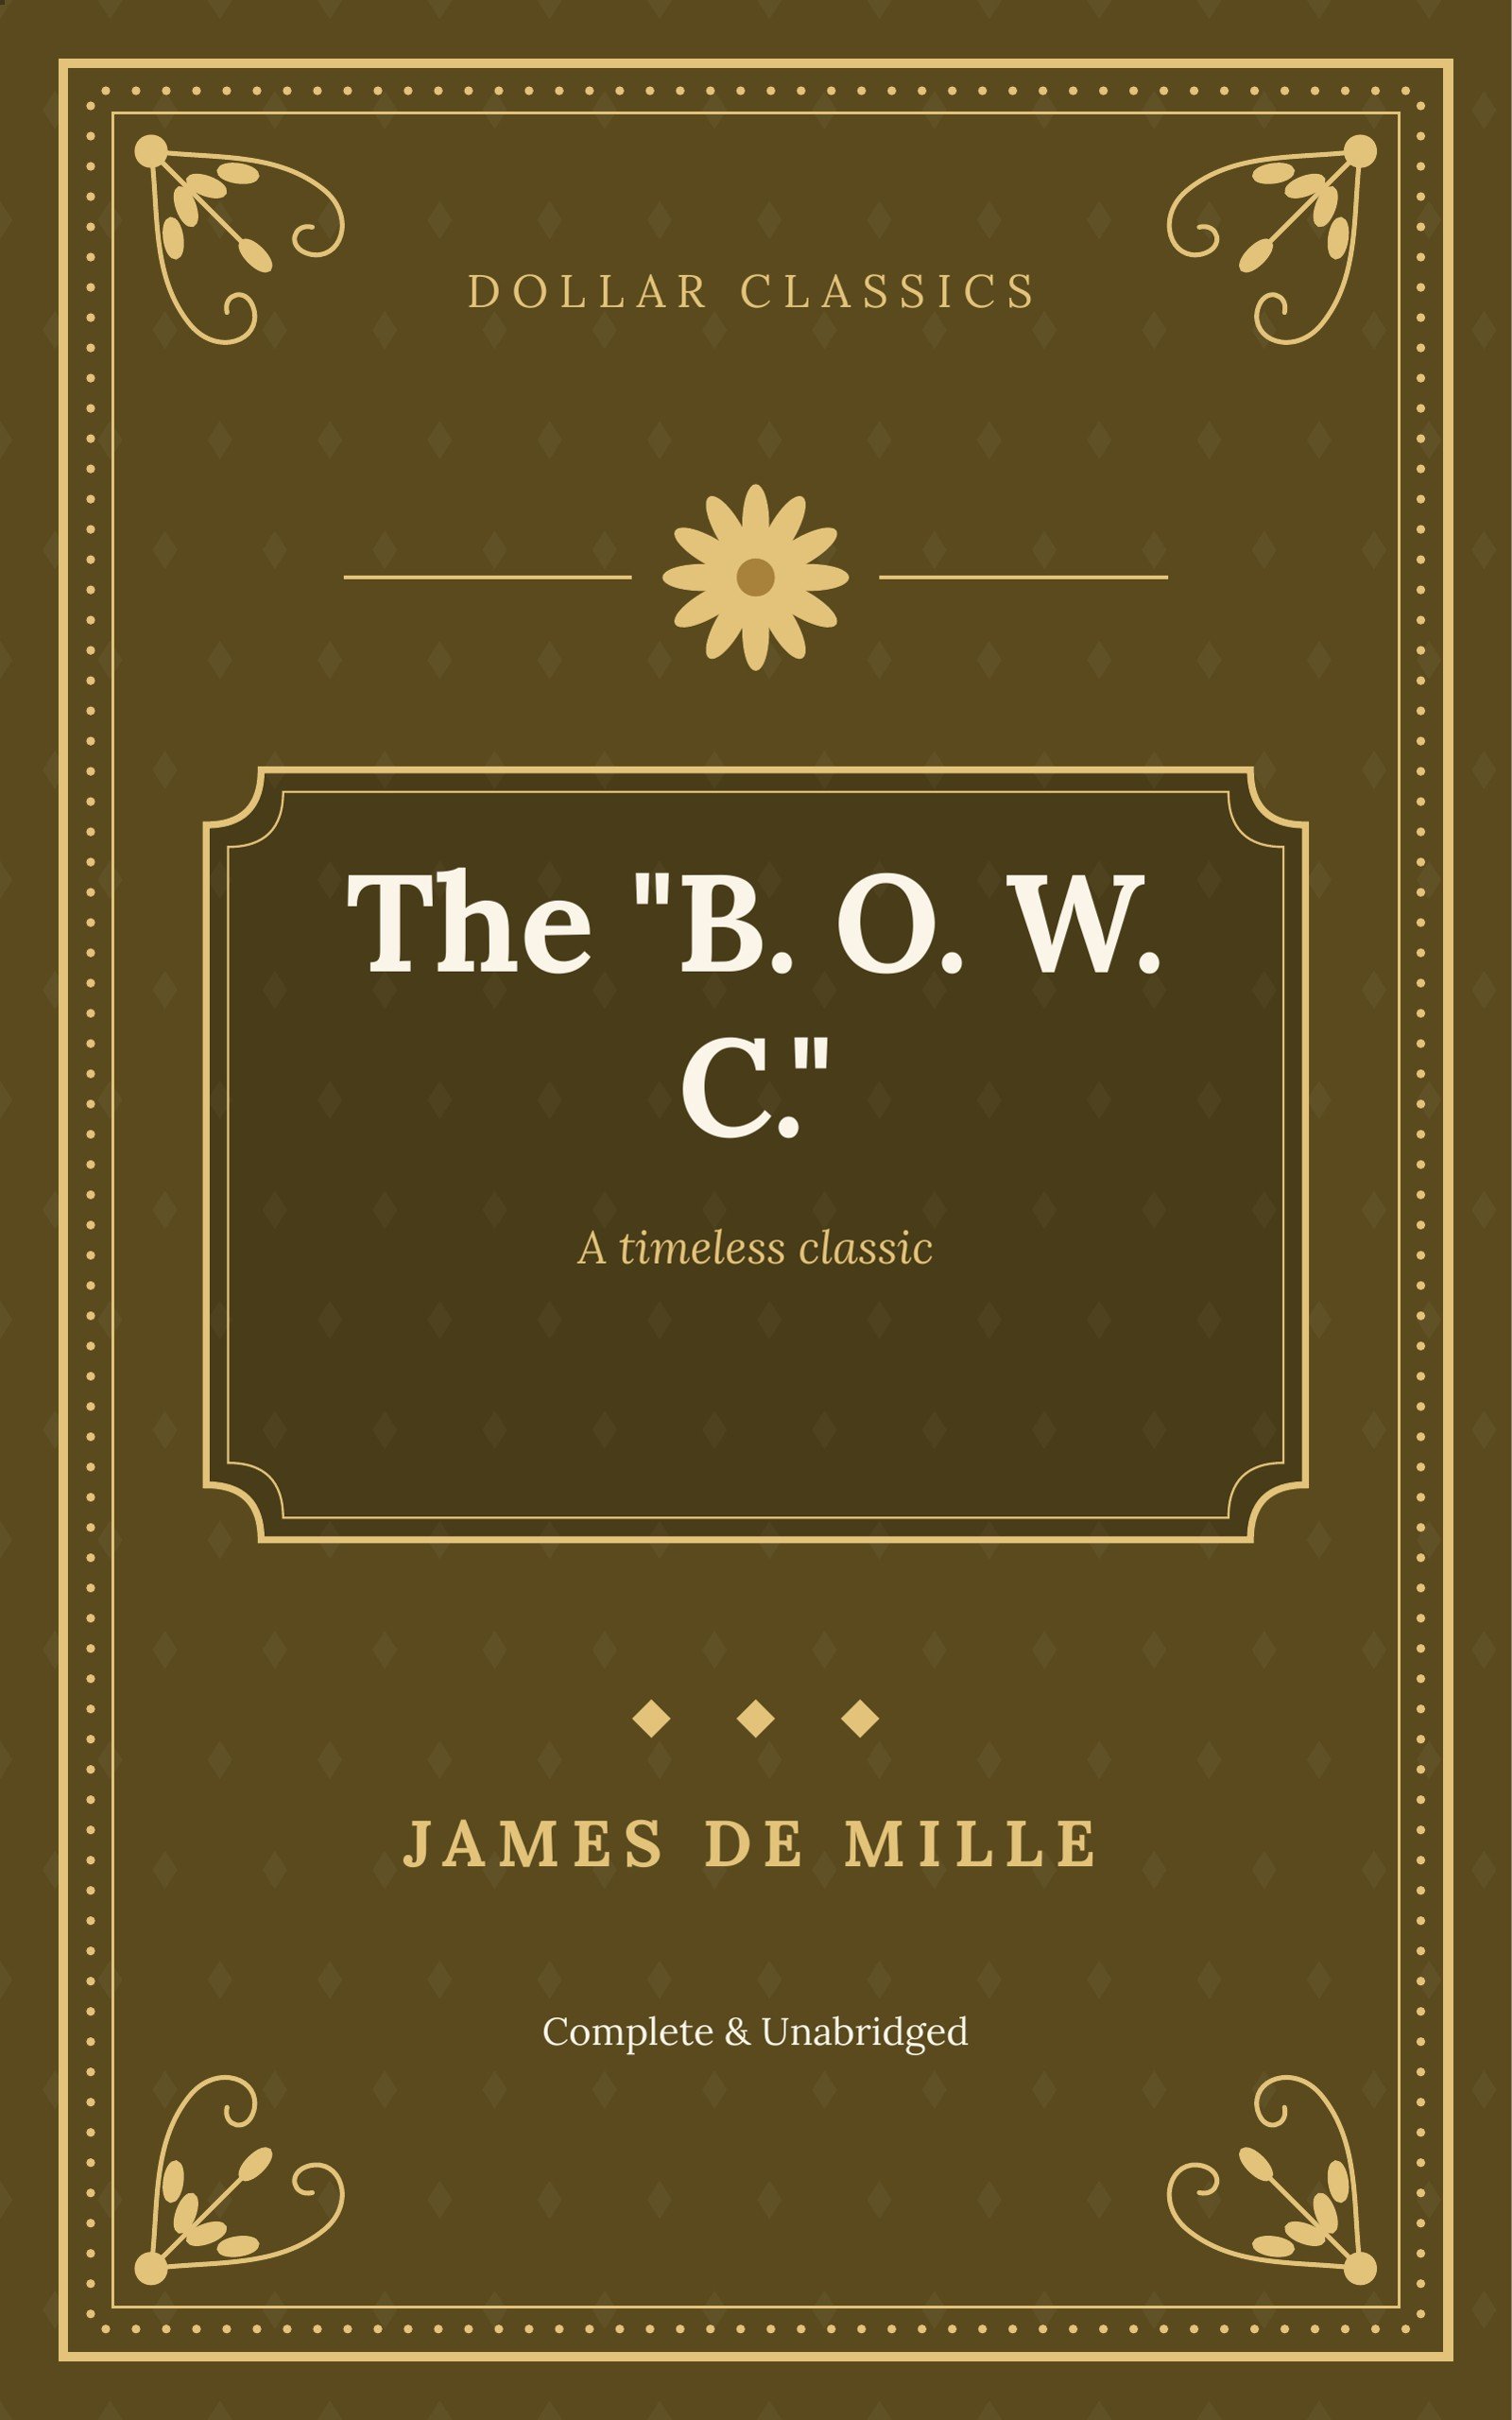 DOLLAR CLASSICS
The "B. O. W.
C."
A timeless classic
JAMES DE MILLE
Complete & Unabridged